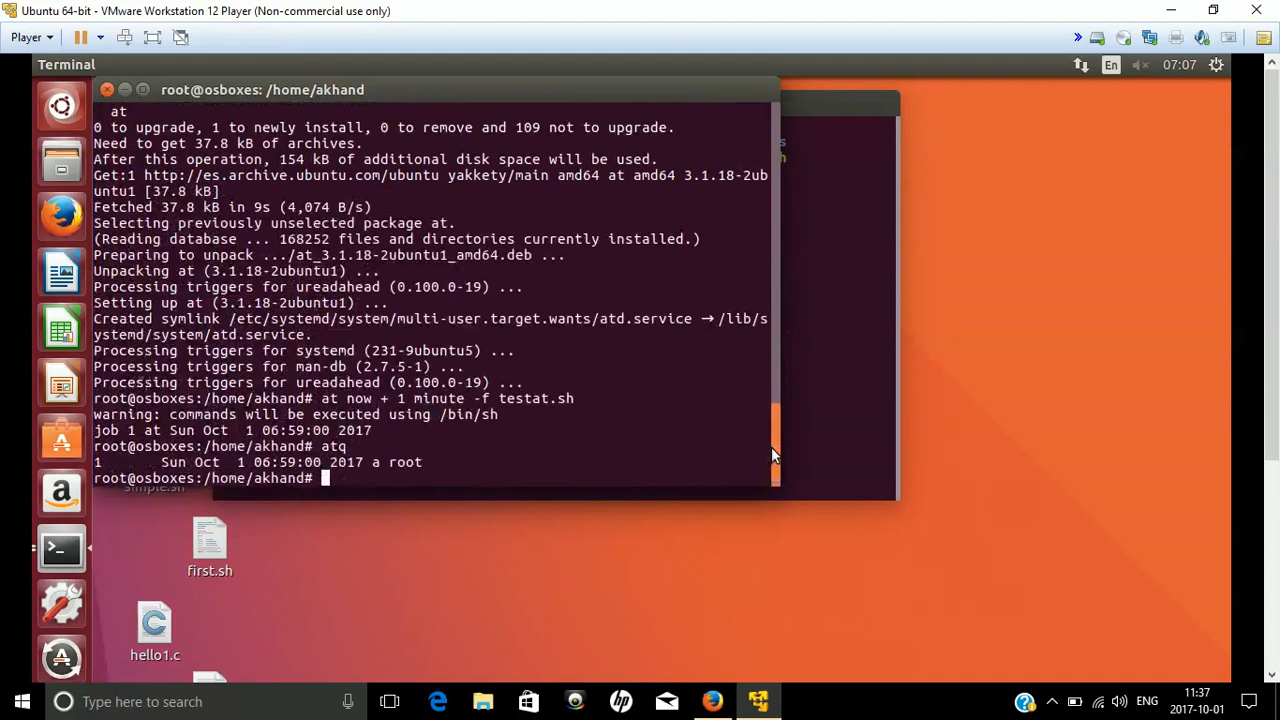 Ubuntu 64-bit - VMware Workstation 12 Player (Non-commercial use only)
Player
Terminal
En
07:07
root@osboxes: /home/akhand
at
0 to upgrade, 1 to newly install, 0 to remove and 109 not to upgrade.
Need to get 37.8 kB of archives.
After this operation, 154 kB of additional disk space will be used.
Get:1 http://es.archive.ubuntu.com/ubuntu yakkety/main amd64 at amd64 3.1.18-2ub
untu1 [37.8 kB]
Fetched 37.8 kB in 9s (4,074 B/s)
Selecting previously unselected package at.
(Reading database ... 168252 files and directories currently installed.)
Preparing to unpack .../at_3.1.18-2ubuntu1_amd64.deb ...
Unpacking at (3.1.18-2ubuntu1) ...
Processing triggers for ureadahead (0.100.0-19) ...
Setting up at (3.1.18-2ubuntu1) ...
Created symlink /etc/systemd/system/multi-user.target.wants/atd.service → /lib/s
ystemd/system/atd.service.
Processing triggers for systemd (231-9ubuntu5) ...
Processing triggers for man-db (2.7.5-1) ...
Processing triggers for ureadahead (0.100.0-19) ...
root@osboxes:/home/akhand# at now + 1 minute -f testat.sh
warning: commands will be executed using /bin/sh
job 1 at Sun Oct  1 06:59:00 2017
root@osboxes:/home/akhand# atq
1       Sun Oct  1 06:59:00 2017 a root
root@osboxes:/home/akhand#
s
h
simple.sh
first.sh
hello1.c
Type here to search
ENG
11:37
2017-10-01